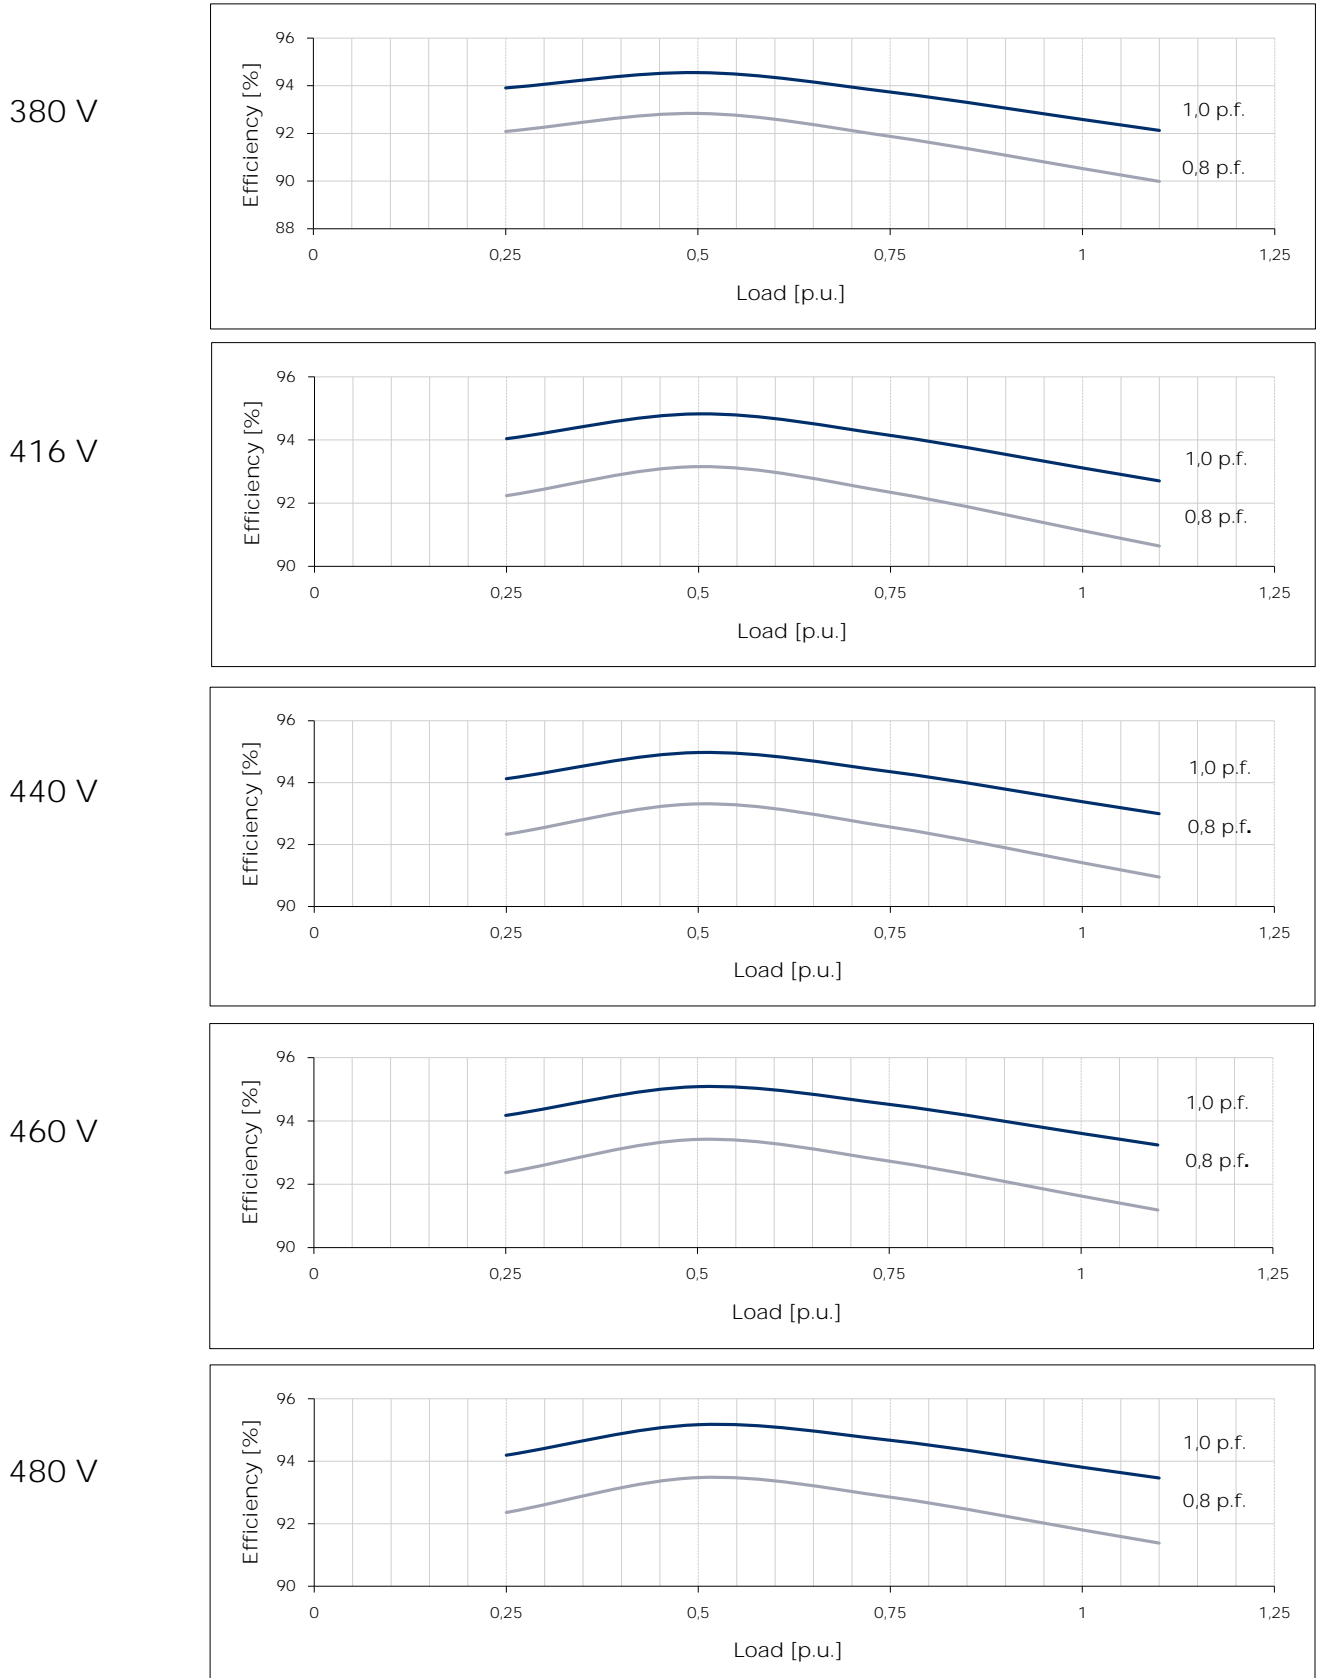 380 V
Efficiency [%]
96
94
92
90
88
1,0 p.f.
0,8 p.f.
0 0,25 0,5 0,75 1 1,25
Load [p.u.]
416 V
Efficiency [%]
96
94
92
90
1,0 p.f.
0,8 p.f.
0 0,25 0,5 0,75 1 1,25
Load [p.u.]
440 V
Efficiency [%]
96
94
92
90
1,0 p.f.
0,8 p.f.
0 0,25 0,5 0,75 1 1,25
Load [p.u.]
460 V
Efficiency [%]
96
94
92
90
1,0 p.f.
0,8 p.f.
0 0,25 0,5 0,75 1 1,25
Load [p.u.]
480 V
Efficiency [%]
96
94
92
90
1,0 p.f.
0,8 p.f.
0 0,25 0,5 0,75 1 1,25
Load [p.u.]